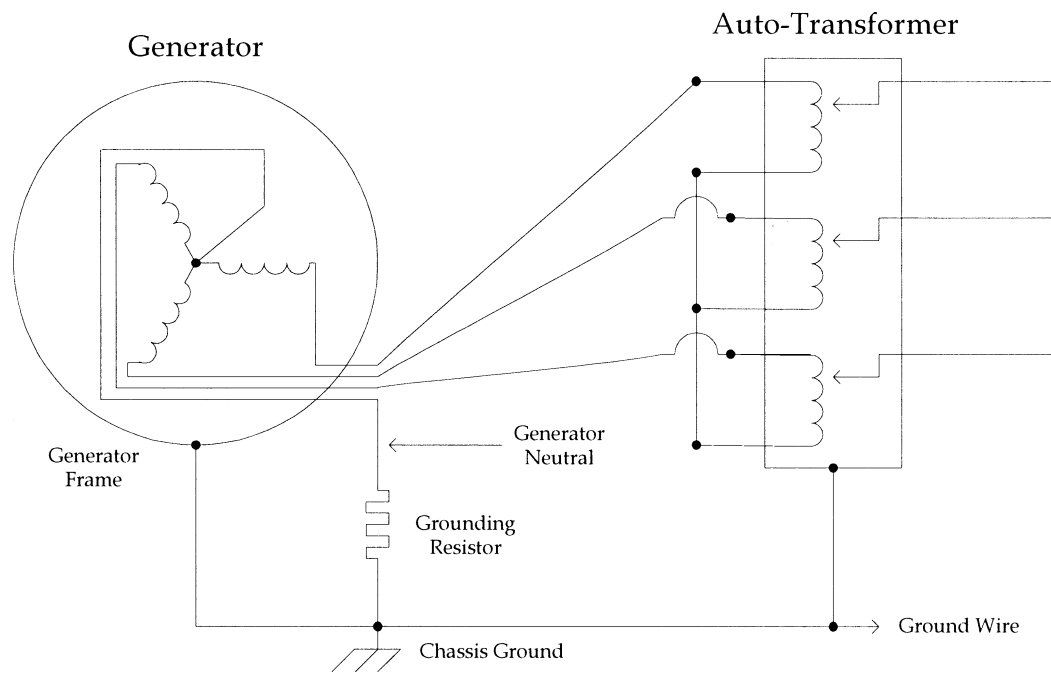 Auto-Transformer
Generator
Generator
Frame
Generator
Neutral
Grounding
Resistor
Chassis Ground
Ground Wire